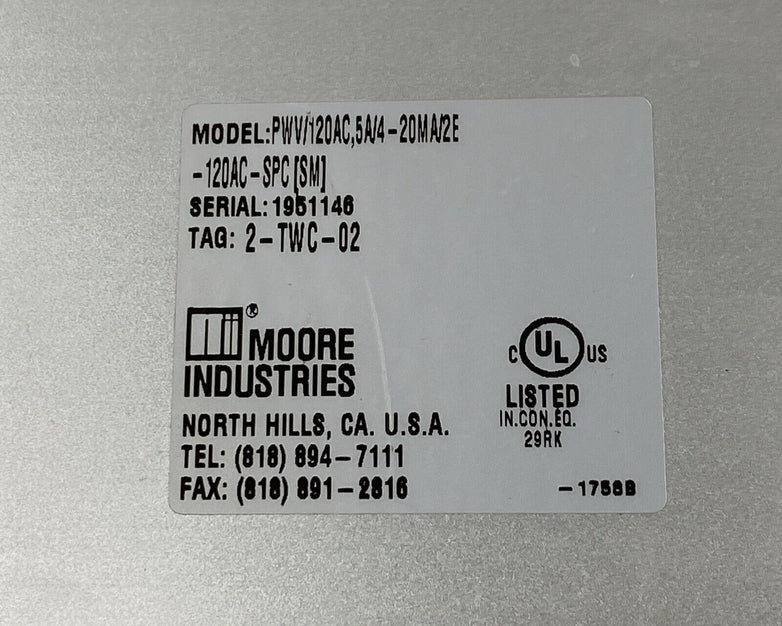 MODEL:PWV/120AC,5A/4-20MA/2E
-120AC-SPC[SM]
SERIAL: 1951146
TAG: 2-TWC-02
® MOORE
INDUSTRIES
NORTH HILLS, CA. U.S.A.
TEL: (818) 894-7111
FAX: (818) 891-2816
C UL US
LISTED
IN.CON.EQ.
29RK
-1756B